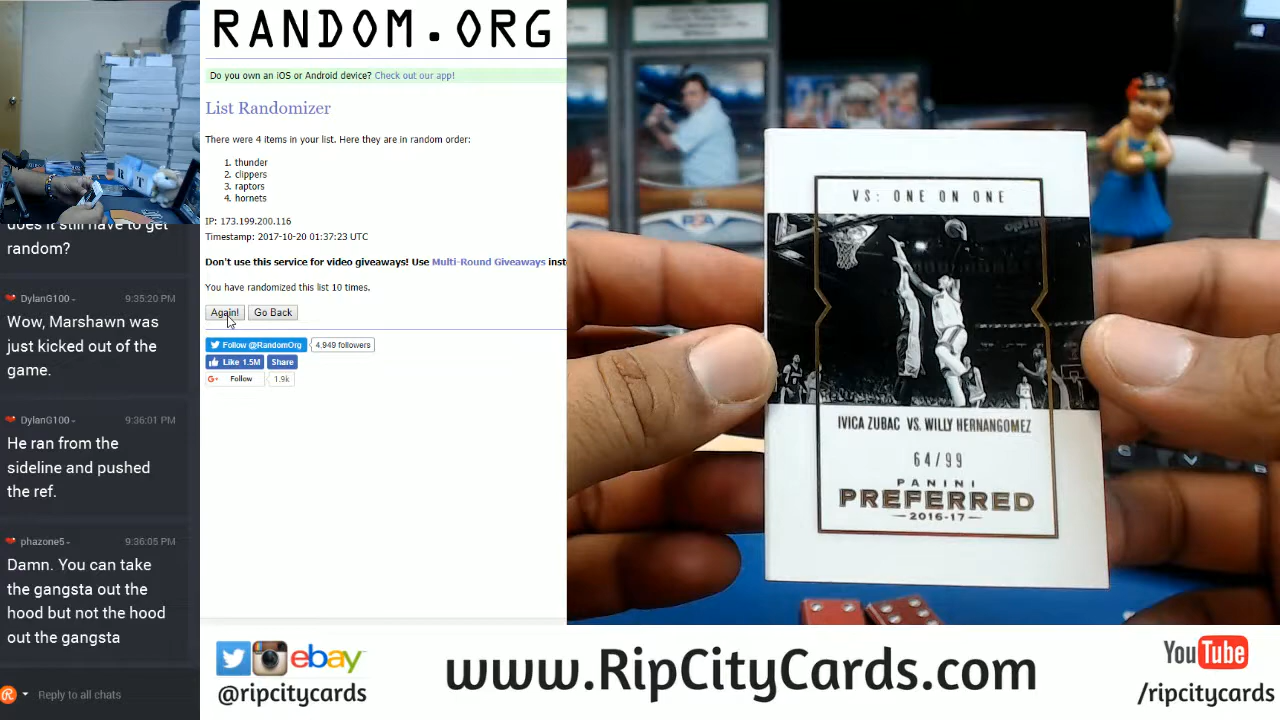 does it still have to get
random?
DylanG100
9:35:20 PM
Wow, Marshawn was
just kicked out of the
game.
DylanG100
9:36:01 PM
He ran from the
sideline and pushed
the ref.
phazone5
9:36:05 PM
Damn. You can take
the gangsta out the
hood but not the hood
out the gangsta
Reply to all chats
RANDOM.ORG
Do you own an iOS or Android device? Check out our app!
List Randomizer
There were 4 items in your list. Here they are in random order:
1. thunder
2. clippers
3. raptors
4. hornets
IP: 173.199.200.116
Timestamp: 2017-10-20 01:37:23 UTC
Don't use this service for video giveaways! Use Multi-Round Giveaways inst
You have randomized this list 10 times.
Again! Go Back
Follow @RandomOrg 4,949 followers
Like 1.5M Share
G+ Follow 1.9k
VS: ONE ON ONE
IVICA ZUBAC VS. WILLY HERNANGOMEZ
64/99
PANINI
PREFERRED
2016-17
ebay
@ripcitycards
www.RipCityCards.com
YouTube
/ripcitycards